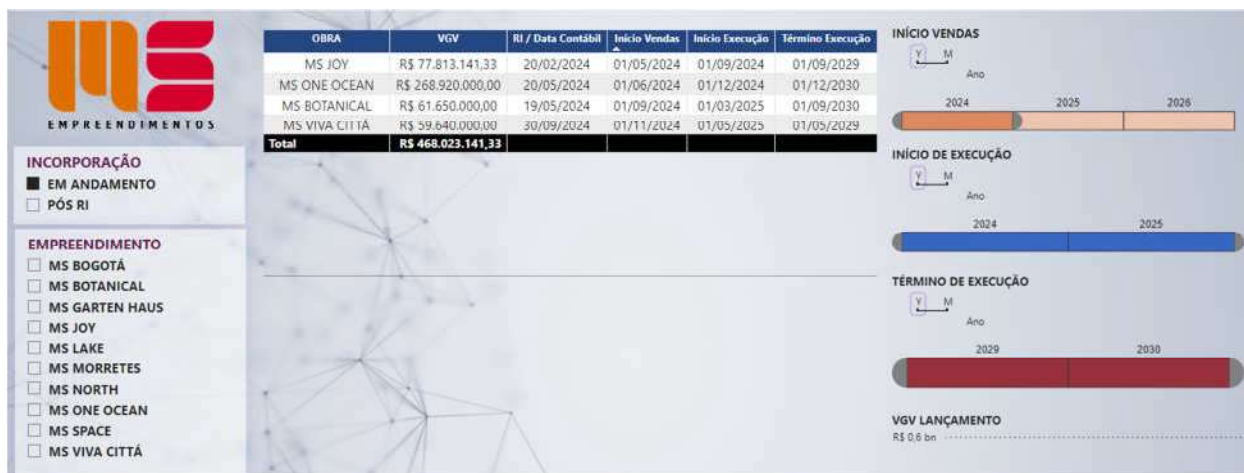 MS
EMPREENDIMENTOS
INCORPORAÇÃO
EM ANDAMENTO
PÓS RI
EMPREENDIMENTO
MS BOGOTÁ
MS BOTANICAL
MS GARTEN HAUS
MS JOY
MS LAKE
MS MORRETES
MS NORTH
MS ONE OCEAN
MS SPACE
MS VIVA CITTÁ
OBRA VGV RI / Data Contábil Início Vendas Início Execução Término Execução
MS JOY R$ 77.813.141,33 20/02/2024 01/05/2024 01/09/2024 01/09/2029
MS ONE OCEAN R$ 268.920.000,00 20/05/2024 01/06/2024 01/12/2024 01/12/2030
MS BOTANICAL R$ 61.650.000,00 19/05/2024 01/09/2024 01/03/2025 01/09/2030
MS VIVA CITTÁ R$ 59.640.000,00 30/09/2024 01/11/2024 01/05/2025 01/05/2029
Total R$ 468.023.141,33
INÍCIO VENDAS
Y M
Ano
2024 2025 2026
INÍCIO DE EXECUÇÃO
Y M
Ano
2024 2025
TÉRMINO DE EXECUÇÃO
Y M
Ano
2029 2030
VGV LANÇAMENTO
R$ 0,6 bn